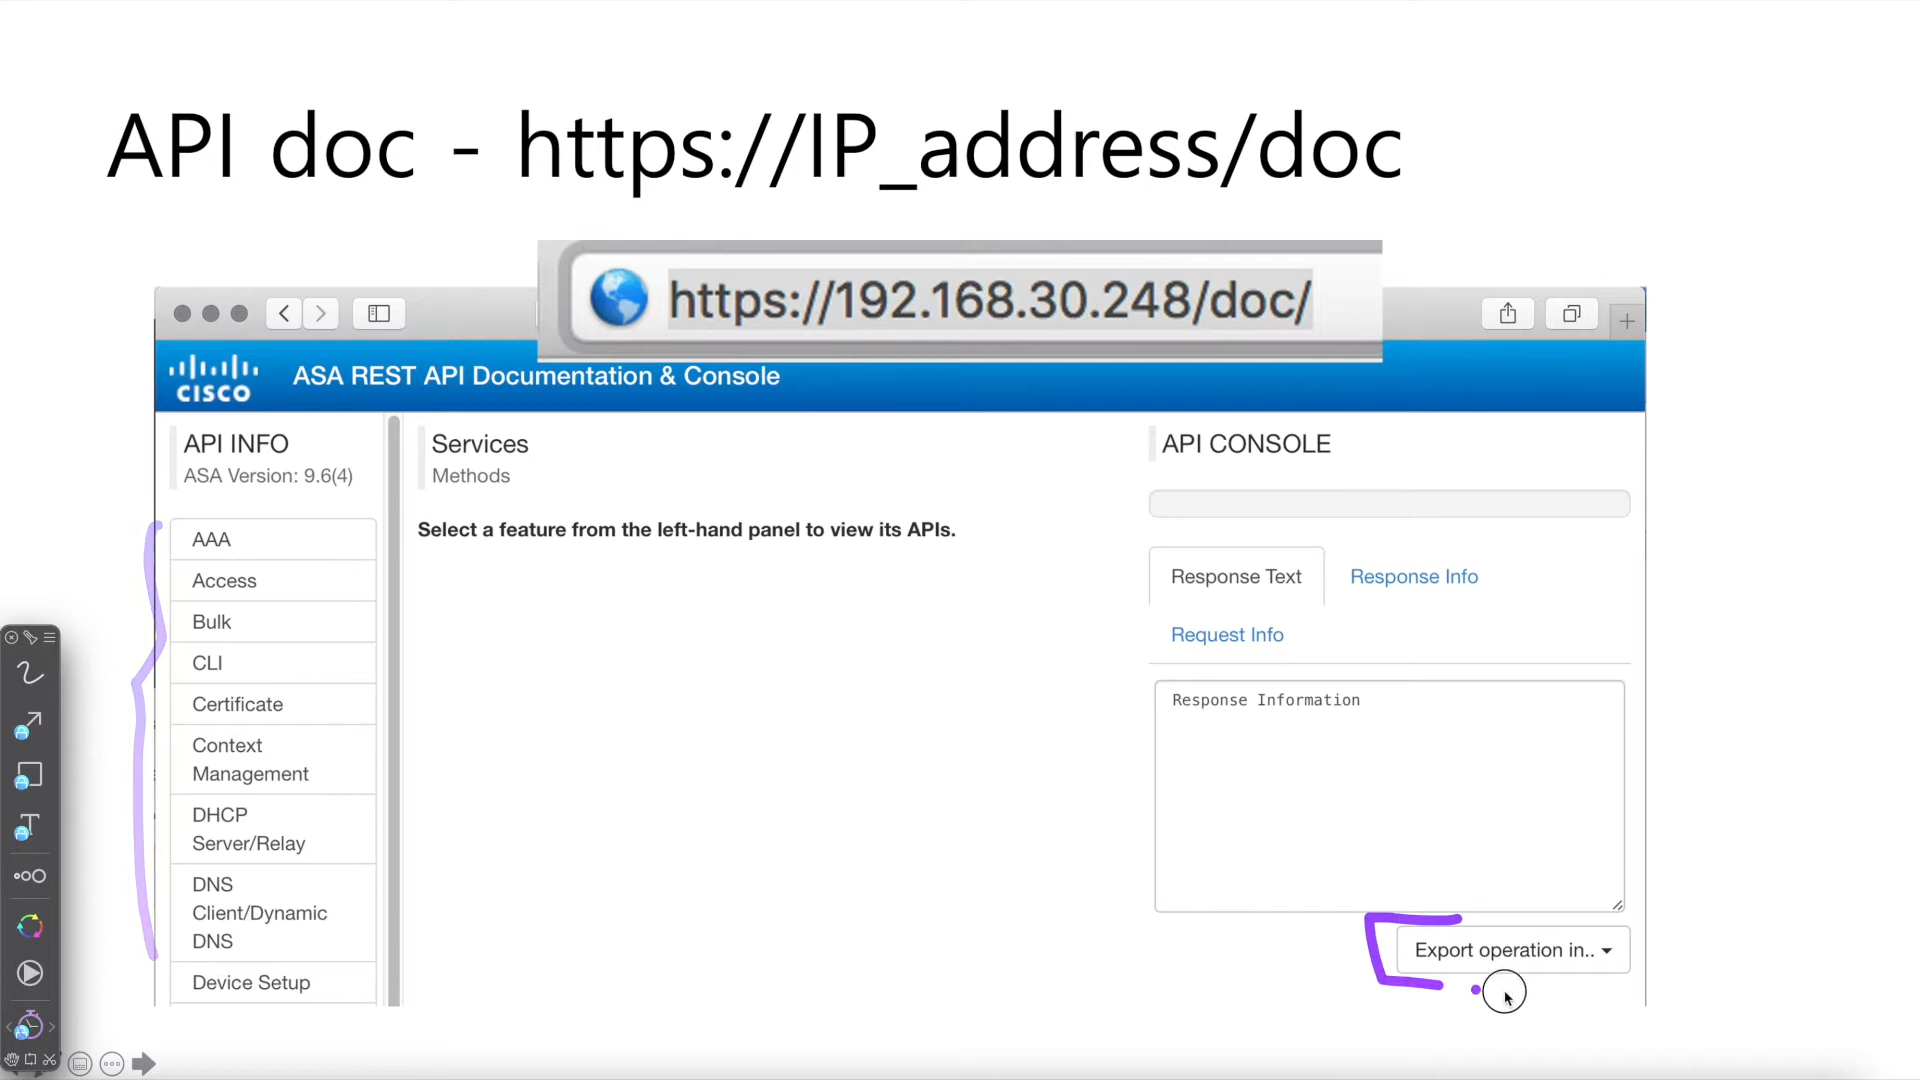 API doc - https://IP_address/doc
https://192.168.30.248/doc/
CISCO
ASA REST API Documentation & Console
API INFO
ASA Version: 9.6(4)
AAA
Access
Bulk
CLI
Certificate
Context
Management
DHCP
Server/Relay
DNS
Client/Dynamic
DNS
Device Setup
Services
Methods
Select a feature from the left-hand panel to view its APIs.
API CONSOLE
Response Text
Response Info
Request Info
Response Information
Export operation in..